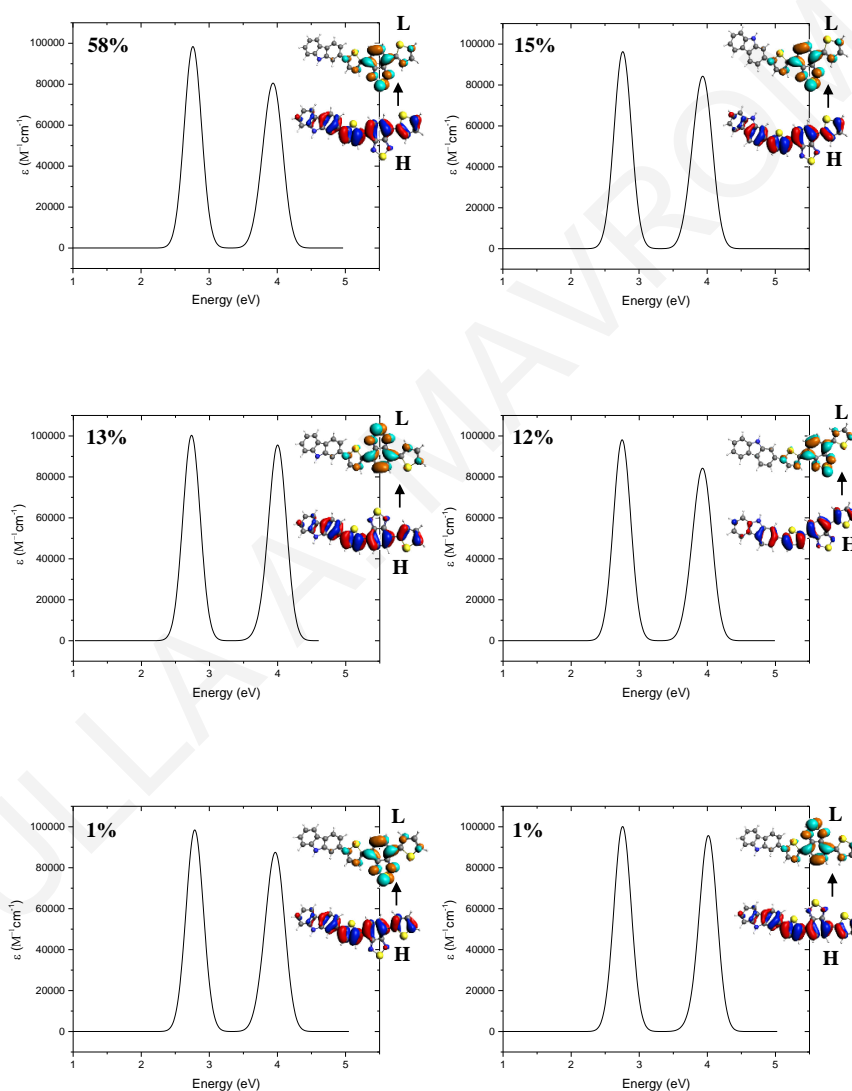 58%
L
H
ε (M⁻¹cm⁻¹)
100000
80000
60000
40000
20000
0
1 2 3 4 5
Energy (eV)
15%
L
H
ε (M⁻¹cm⁻¹)
100000
80000
60000
40000
20000
0
1 2 3 4 5
Energy (eV)
13%
L
H
ε (M⁻¹cm⁻¹)
100000
80000
60000
40000
20000
0
1 2 3 4 5
Energy (eV)
12%
L
H
ε (M⁻¹cm⁻¹)
100000
80000
60000
40000
20000
0
1 2 3 4 5
Energy (eV)
1%
L
H
ε (M⁻¹cm⁻¹)
100000
80000
60000
40000
20000
0
1 2 3 4 5
Energy (eV)
1%
L
H
ε (M⁻¹cm⁻¹)
100000
80000
60000
40000
20000
0
1 2 3 4 5
Energy (eV)
ULLA A. MAVRO